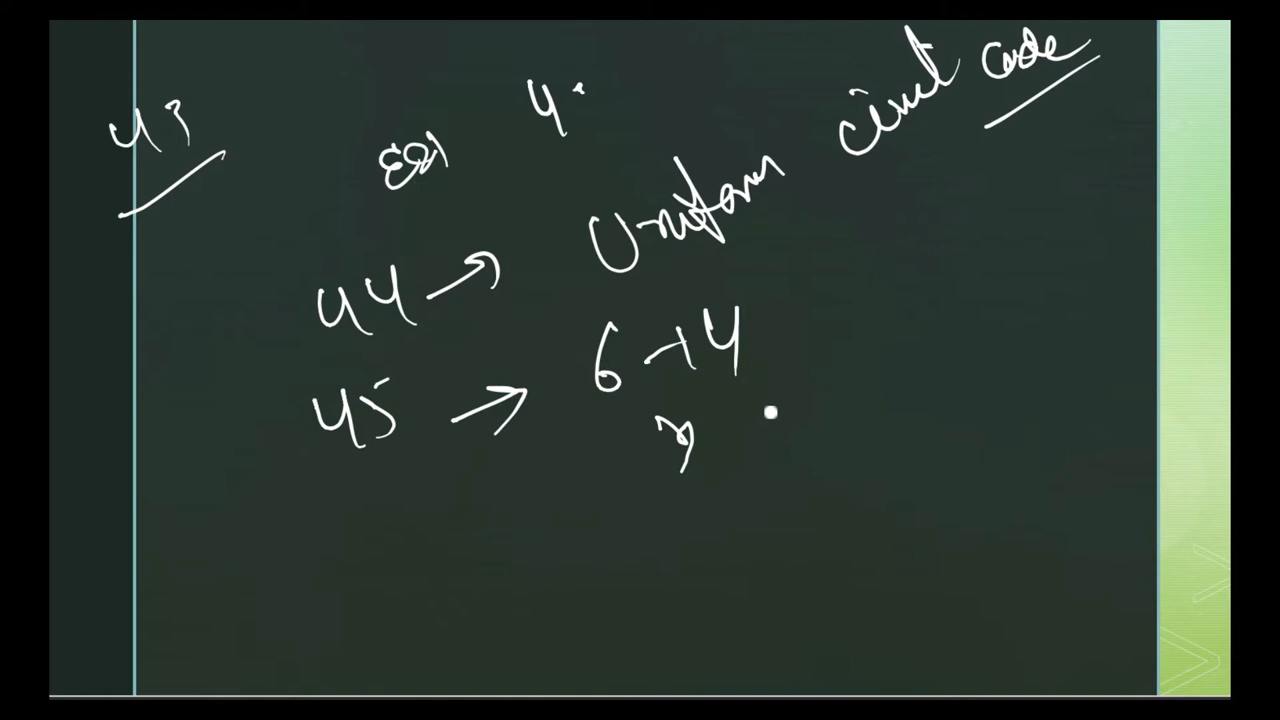 43
44 → Uniform civil code
45 → 6-14